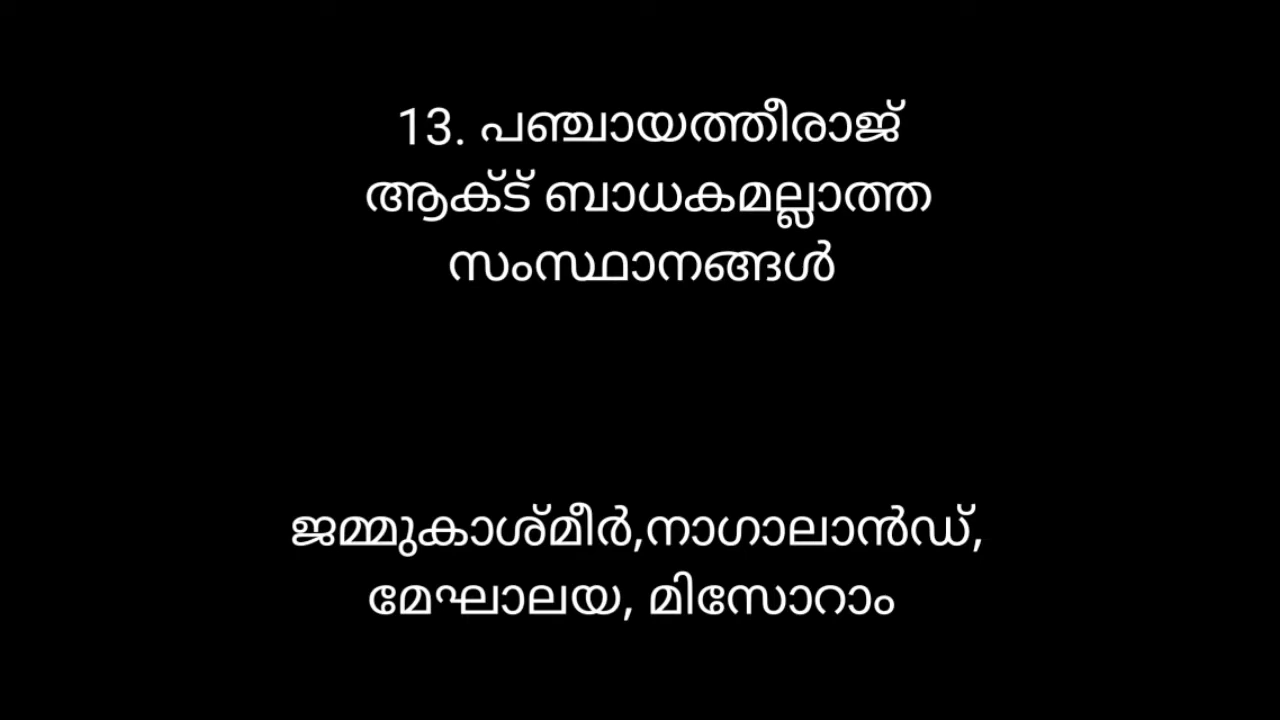 13. പഞ്ചായത്തീരാജ്
ആക്ട് ബാധകമല്ലാത്ത
സംസ്ഥാനങ്ങൾ
ജമ്മുകാശ്മീർ,നാഗാലാൻഡ്,
മേഘാലയ, മിസോറാം